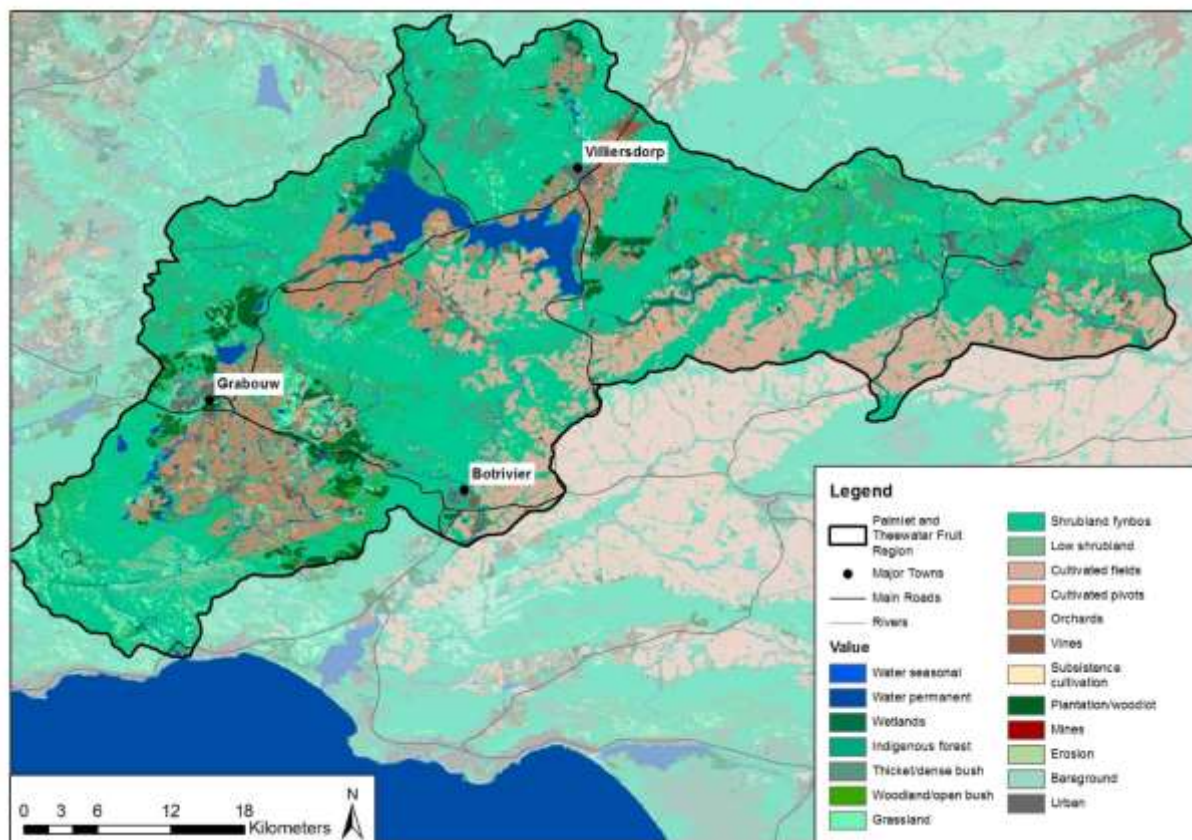 Villiersdorp
Grabouw
Botrivier
Legend
Palmiet and
Theewater Fruit
Region
Major Towns
Main Roads
Rivers
Value
Water seasonal
Water permanent
Wetlands
Indigenous forest
Thicket/dense bush
Woodland/open bush
Grassland
Shrubland fynbos
Low shrubland
Cultivated fields
Cultivated pivots
Orchards
Vines
Subsistence
cultivation
Plantation/woodlot
Mines
Erosion
Bareground
Urban
0 3 6 12 18
Kilometers
N